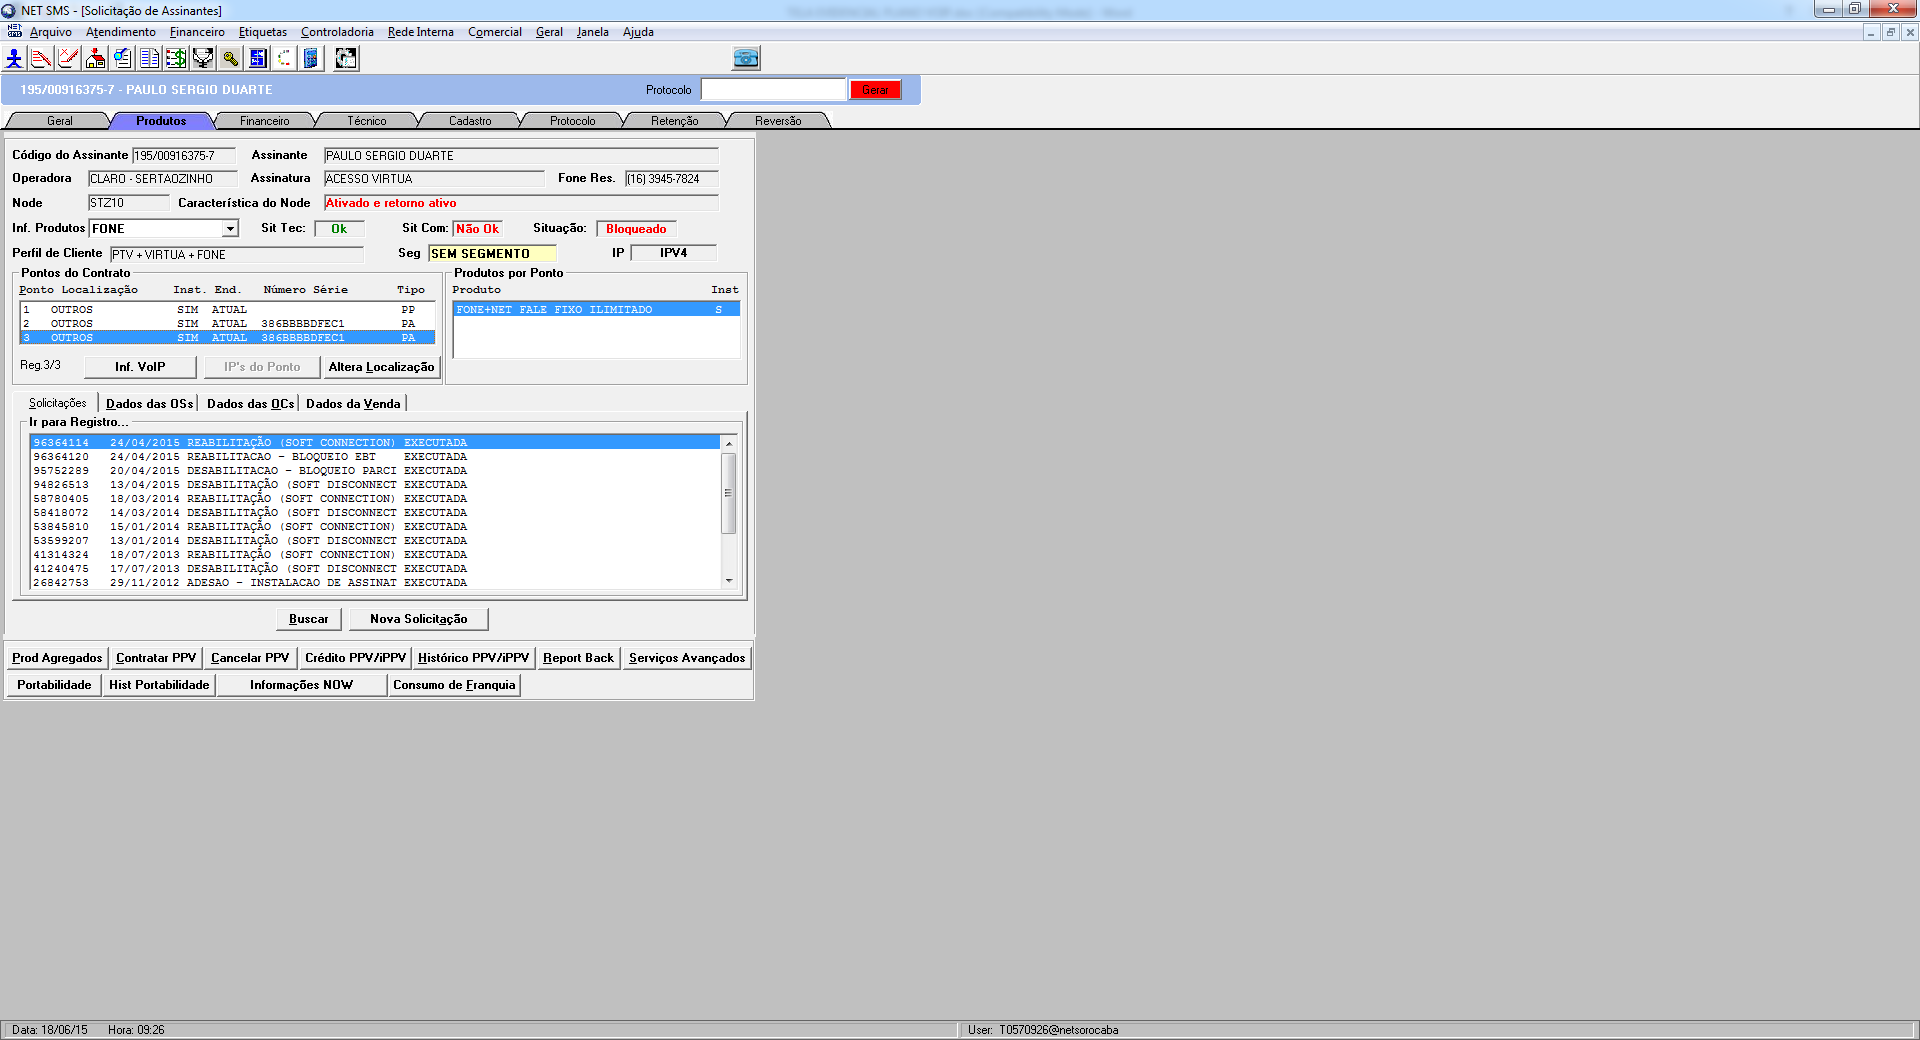 NET SMS - [Solicitação de Assinantes]
Arquivo Atendimento Financeiro Etiquetas Controladoria Rede Interna Comercial Geral Janela Ajuda
195/00916375-7 - PAULO SERGIO DUARTE Protocolo Gerar
Geral Produtos Financeiro Técnico Cadastro Protocolo Retenção Reversão
Código do Assinante 195/00916375-7 Assinante PAULO SERGIO DUARTE
Operadora CLARO - SERTAOZINHO Assinatura ACESSO VIRTUA Fone Res. (16) 3945-7824
Node STZ10 Característica do Node Ativado e retorno ativo
Inf. Produtos FONE Sit Tec: Ok Sit Com: Não Ok Situação: Bloqueado
Perfil de Cliente PTV + VIRTUA + FONE Seg SEM SEGMENTO IP IPV4
Pontos do Contrato Produtos por Ponto
Ponto Localização Inst. End. Número Série Tipo Produto Inst
1 OUTROS SIM ATUAL PP FONE+NET FALE FIXO ILIMITADO S
2 OUTROS SIM ATUAL 386BBBBDFEC1 PA
3 OUTROS SIM ATUAL 386BBBBDFEC1 PA
Reg.3/3 Inf. VoIP IP's do Ponto Altera Localização
Solicitações Dados das OSs Dados das OCs Dados da Venda
Ir para Registro...
96364114 24/04/2015 REABILITAÇÃO (SOFT CONNECTION) EXECUTADA
96364120 24/04/2015 REABILITACAO - BLOQUEIO EBT EXECUTADA
95752289 20/04/2015 DESABILITACAO - BLOQUEIO PARCI EXECUTADA
94826513 13/04/2015 DESABILITAÇÃO (SOFT DISCONNECT EXECUTADA
58780405 18/03/2014 REABILITAÇÃO (SOFT CONNECTION) EXECUTADA
58418072 14/03/2014 DESABILITAÇÃO (SOFT DISCONNECT EXECUTADA
53845810 15/01/2014 REABILITAÇÃO (SOFT CONNECTION) EXECUTADA
53599207 13/01/2014 DESABILITAÇÃO (SOFT DISCONNECT EXECUTADA
41314324 18/07/2013 REABILITAÇÃO (SOFT CONNECTION) EXECUTADA
41240475 17/07/2013 DESABILITAÇÃO (SOFT DISCONNECT EXECUTADA
26842753 29/11/2012 ADESAO - INSTALACAO DE ASSINAT EXECUTADA
Buscar Nova Solicitação
Prod Agregados Contratar PPV Cancelar PPV Crédito PPV/iPPV Histórico PPV/iPPV Report Back Serviços Avançados
Portabilidade Hist Portabilidade Informações NOW Consumo de Franquia
Data: 18/06/15 Hora: 09:26 User: T0570926@netsorocaba